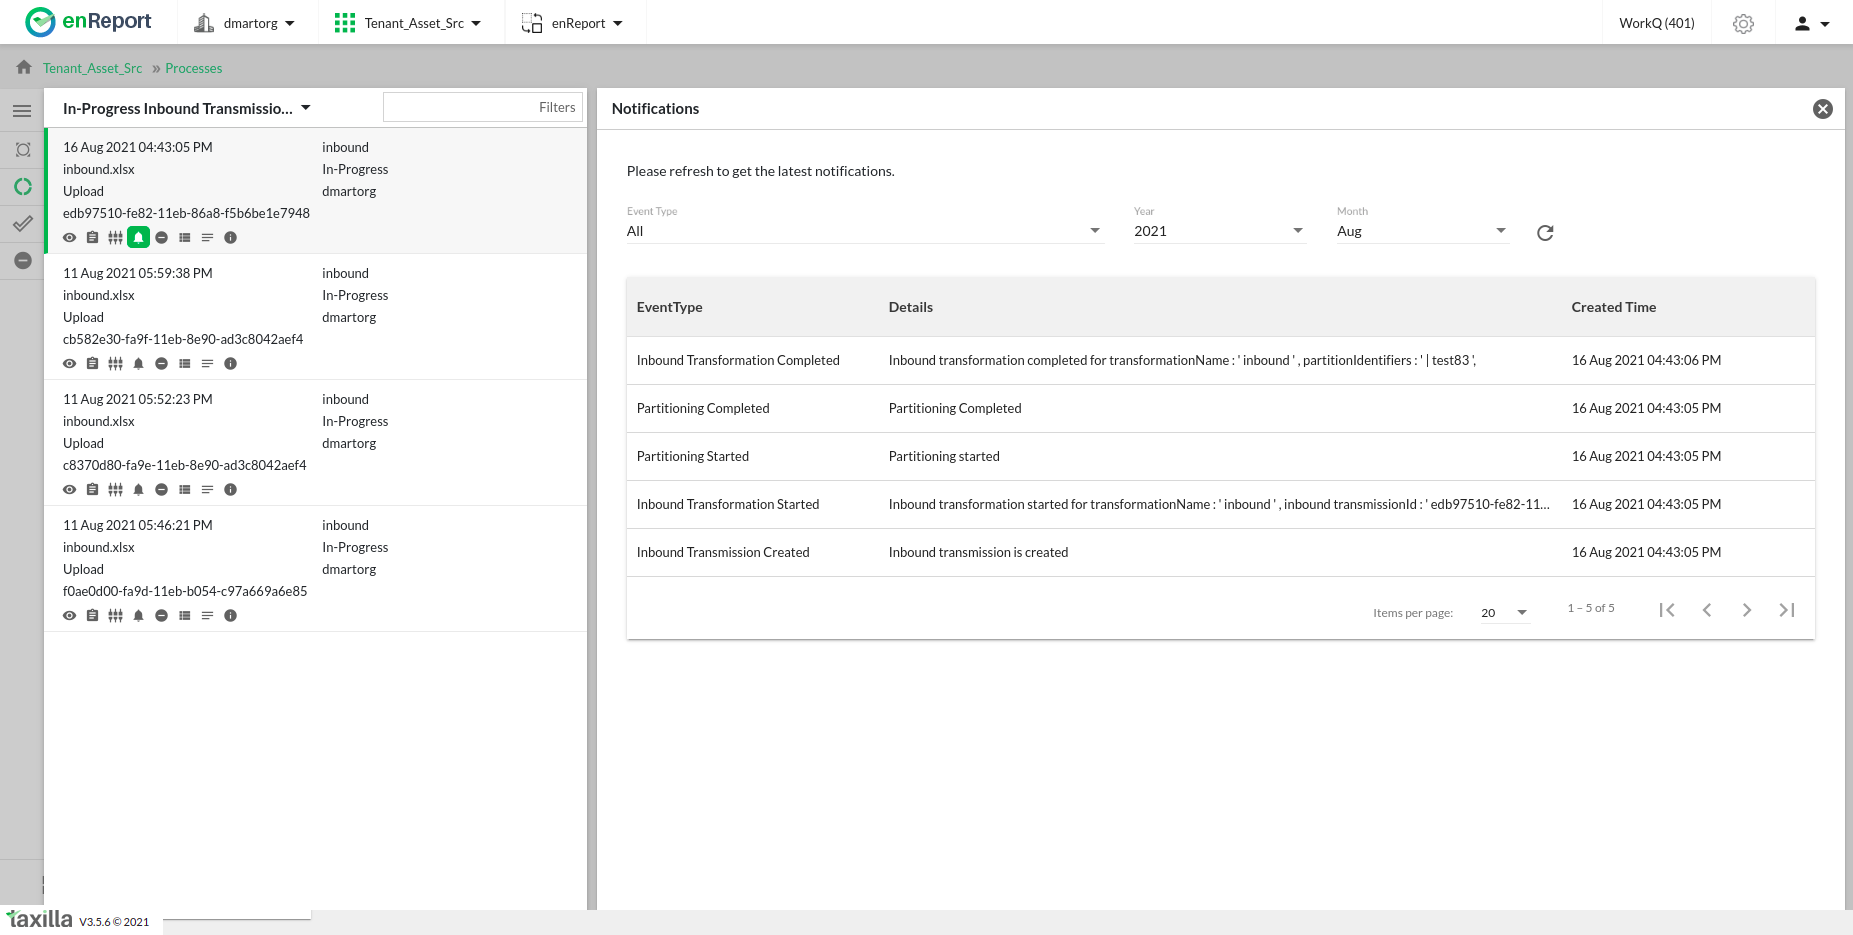 enReport
dmartorg
Tenant_Asset_Src
enReport
WorkQ (401)
Tenant_Asset_Src » Processes
In-Progress Inbound Transmissio...
Filters
16 Aug 2021 04:43:05 PM inbound
inbound.xlsx In-Progress
Upload dmartorg
edb97510-fe82-11eb-86a8-f5b6be1e7948
11 Aug 2021 05:59:38 PM inbound
inbound.xlsx In-Progress
Upload dmartorg
cb582e30-fa9f-11eb-8e90-ad3c8042aef4
11 Aug 2021 05:52:23 PM inbound
inbound.xlsx In-Progress
Upload dmartorg
c8370d80-fa9e-11eb-8e90-ad3c8042aef4
11 Aug 2021 05:46:21 PM inbound
inbound.xlsx In-Progress
Upload dmartorg
f0ae0d00-fa9d-11eb-b054-c97a669a6e85
Notifications
Please refresh to get the latest notifications.
Event Type Year Month
All 2021 Aug
EventType Details Created Time
Inbound Transformation Completed Inbound transformation completed for transformationName : ' inbound ' , partitionIdentifiers : ' | test83 ', 16 Aug 2021 04:43:06 PM
Partitioning Completed Partitioning Completed 16 Aug 2021 04:43:05 PM
Partitioning Started Partitioning started 16 Aug 2021 04:43:05 PM
Inbound Transformation Started Inbound transformation started for transformationName : ' inbound ' , inbound transmissionId : ' edb97510-fe82-11... 16 Aug 2021 04:43:05 PM
Inbound Transmission Created Inbound transmission is created 16 Aug 2021 04:43:05 PM
Items per page: 20 1 – 5 of 5
taxilla V3.5.6 © 2021